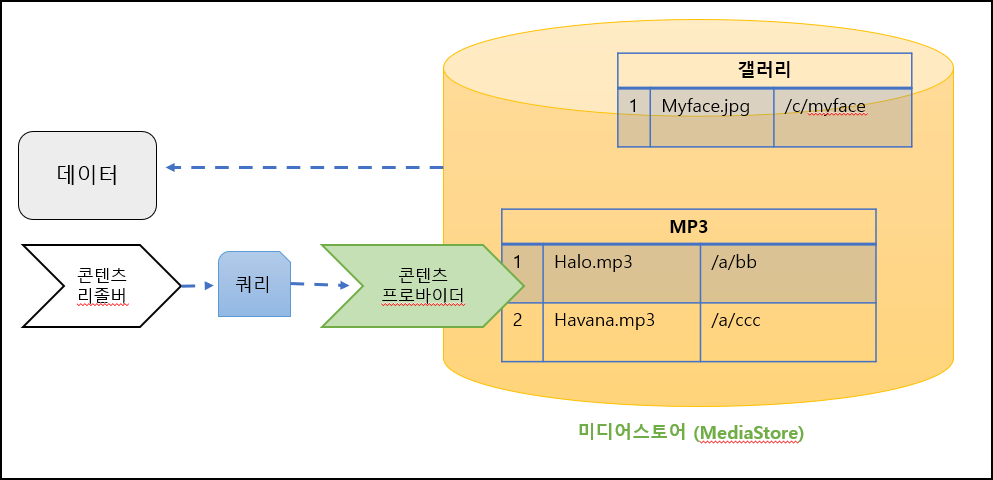 갤러리
1 Myface.jpg /c/myface
데이터
MP3
1 Halo.mp3 /a/bb
2 Havana.mp3 /a/ccc
콘텐츠
리졸버
쿼리
콘텐츠
프로바이더
미디어스토어 (MediaStore)